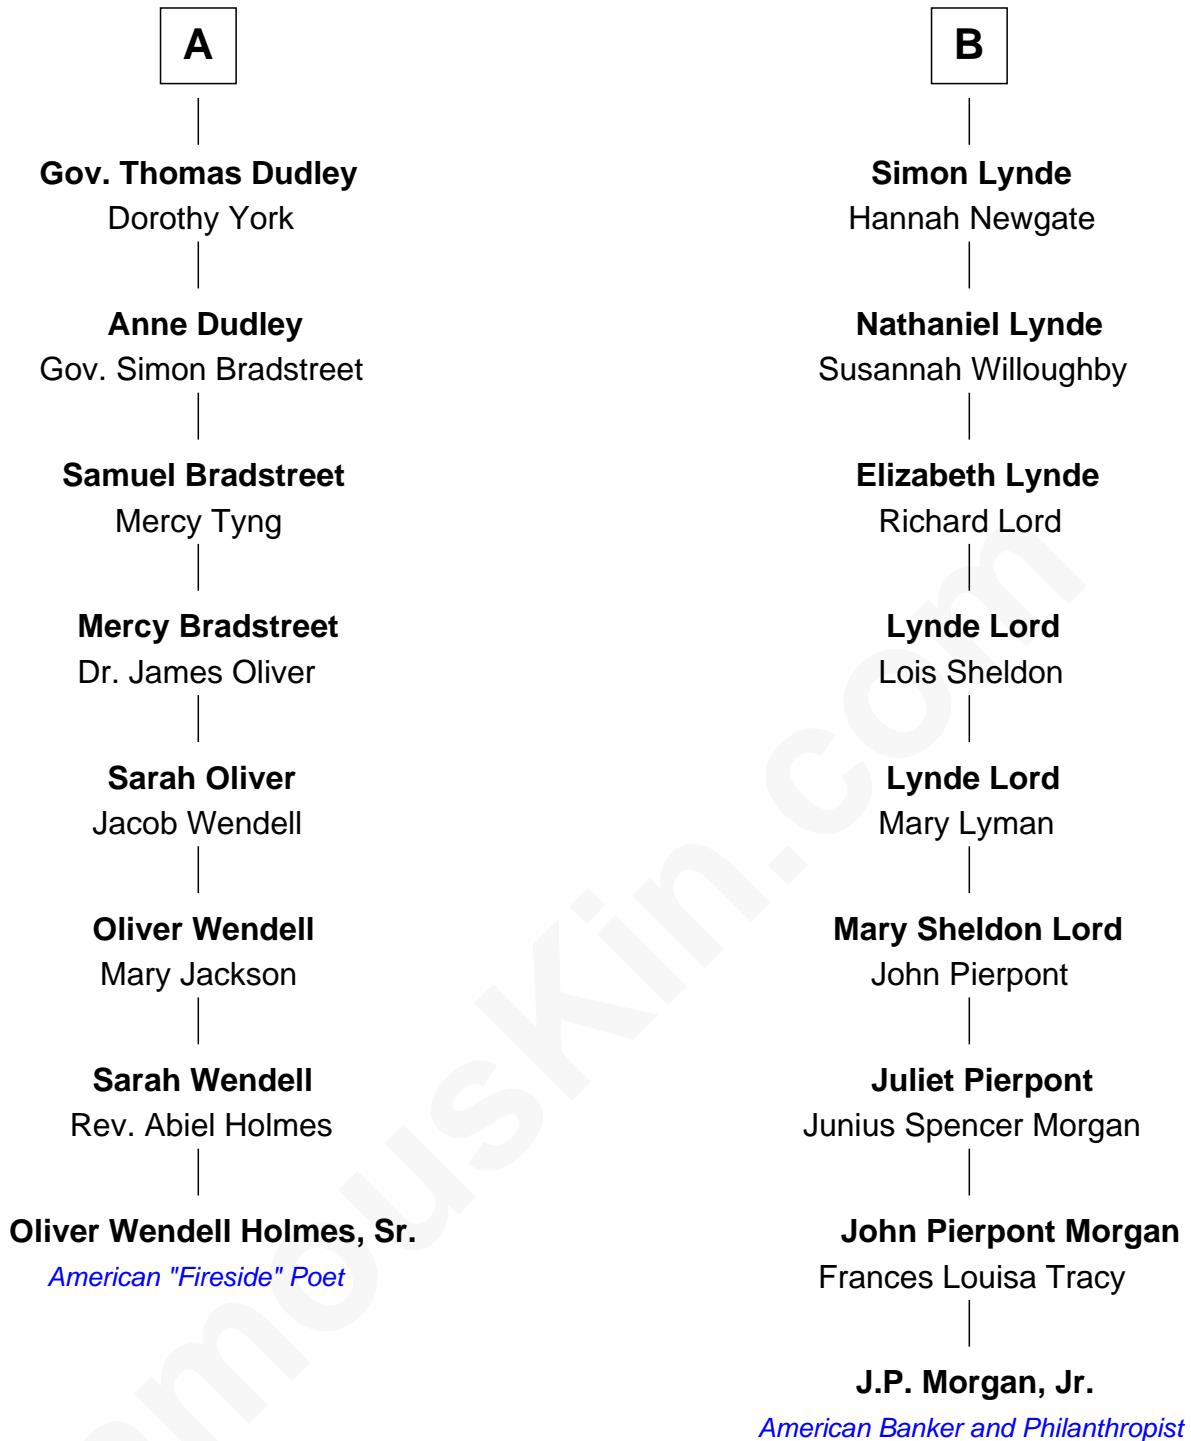 A
Gov. Thomas Dudley
Dorothy York
Anne Dudley
Gov. Simon Bradstreet
Samuel Bradstreet
Mercy Tyng
Mercy Bradstreet
Dr. James Oliver
Sarah Oliver
Jacob Wendell
Oliver Wendell
Mary Jackson
Sarah Wendell
Rev. Abiel Holmes
Oliver Wendell Holmes, Sr.
American "Fireside" Poet
B
Simon Lynde
Hannah Newgate
Nathaniel Lynde
Susannah Willoughby
Elizabeth Lynde
Richard Lord
Lynde Lord
Lois Sheldon
Lynde Lord
Mary Lyman
Mary Sheldon Lord
John Pierpont
Juliet Pierpont
Junius Spencer Morgan
John Pierpont Morgan
Frances Louisa Tracy
J.P. Morgan, Jr.
American Banker and Philanthropist
amousKin.com